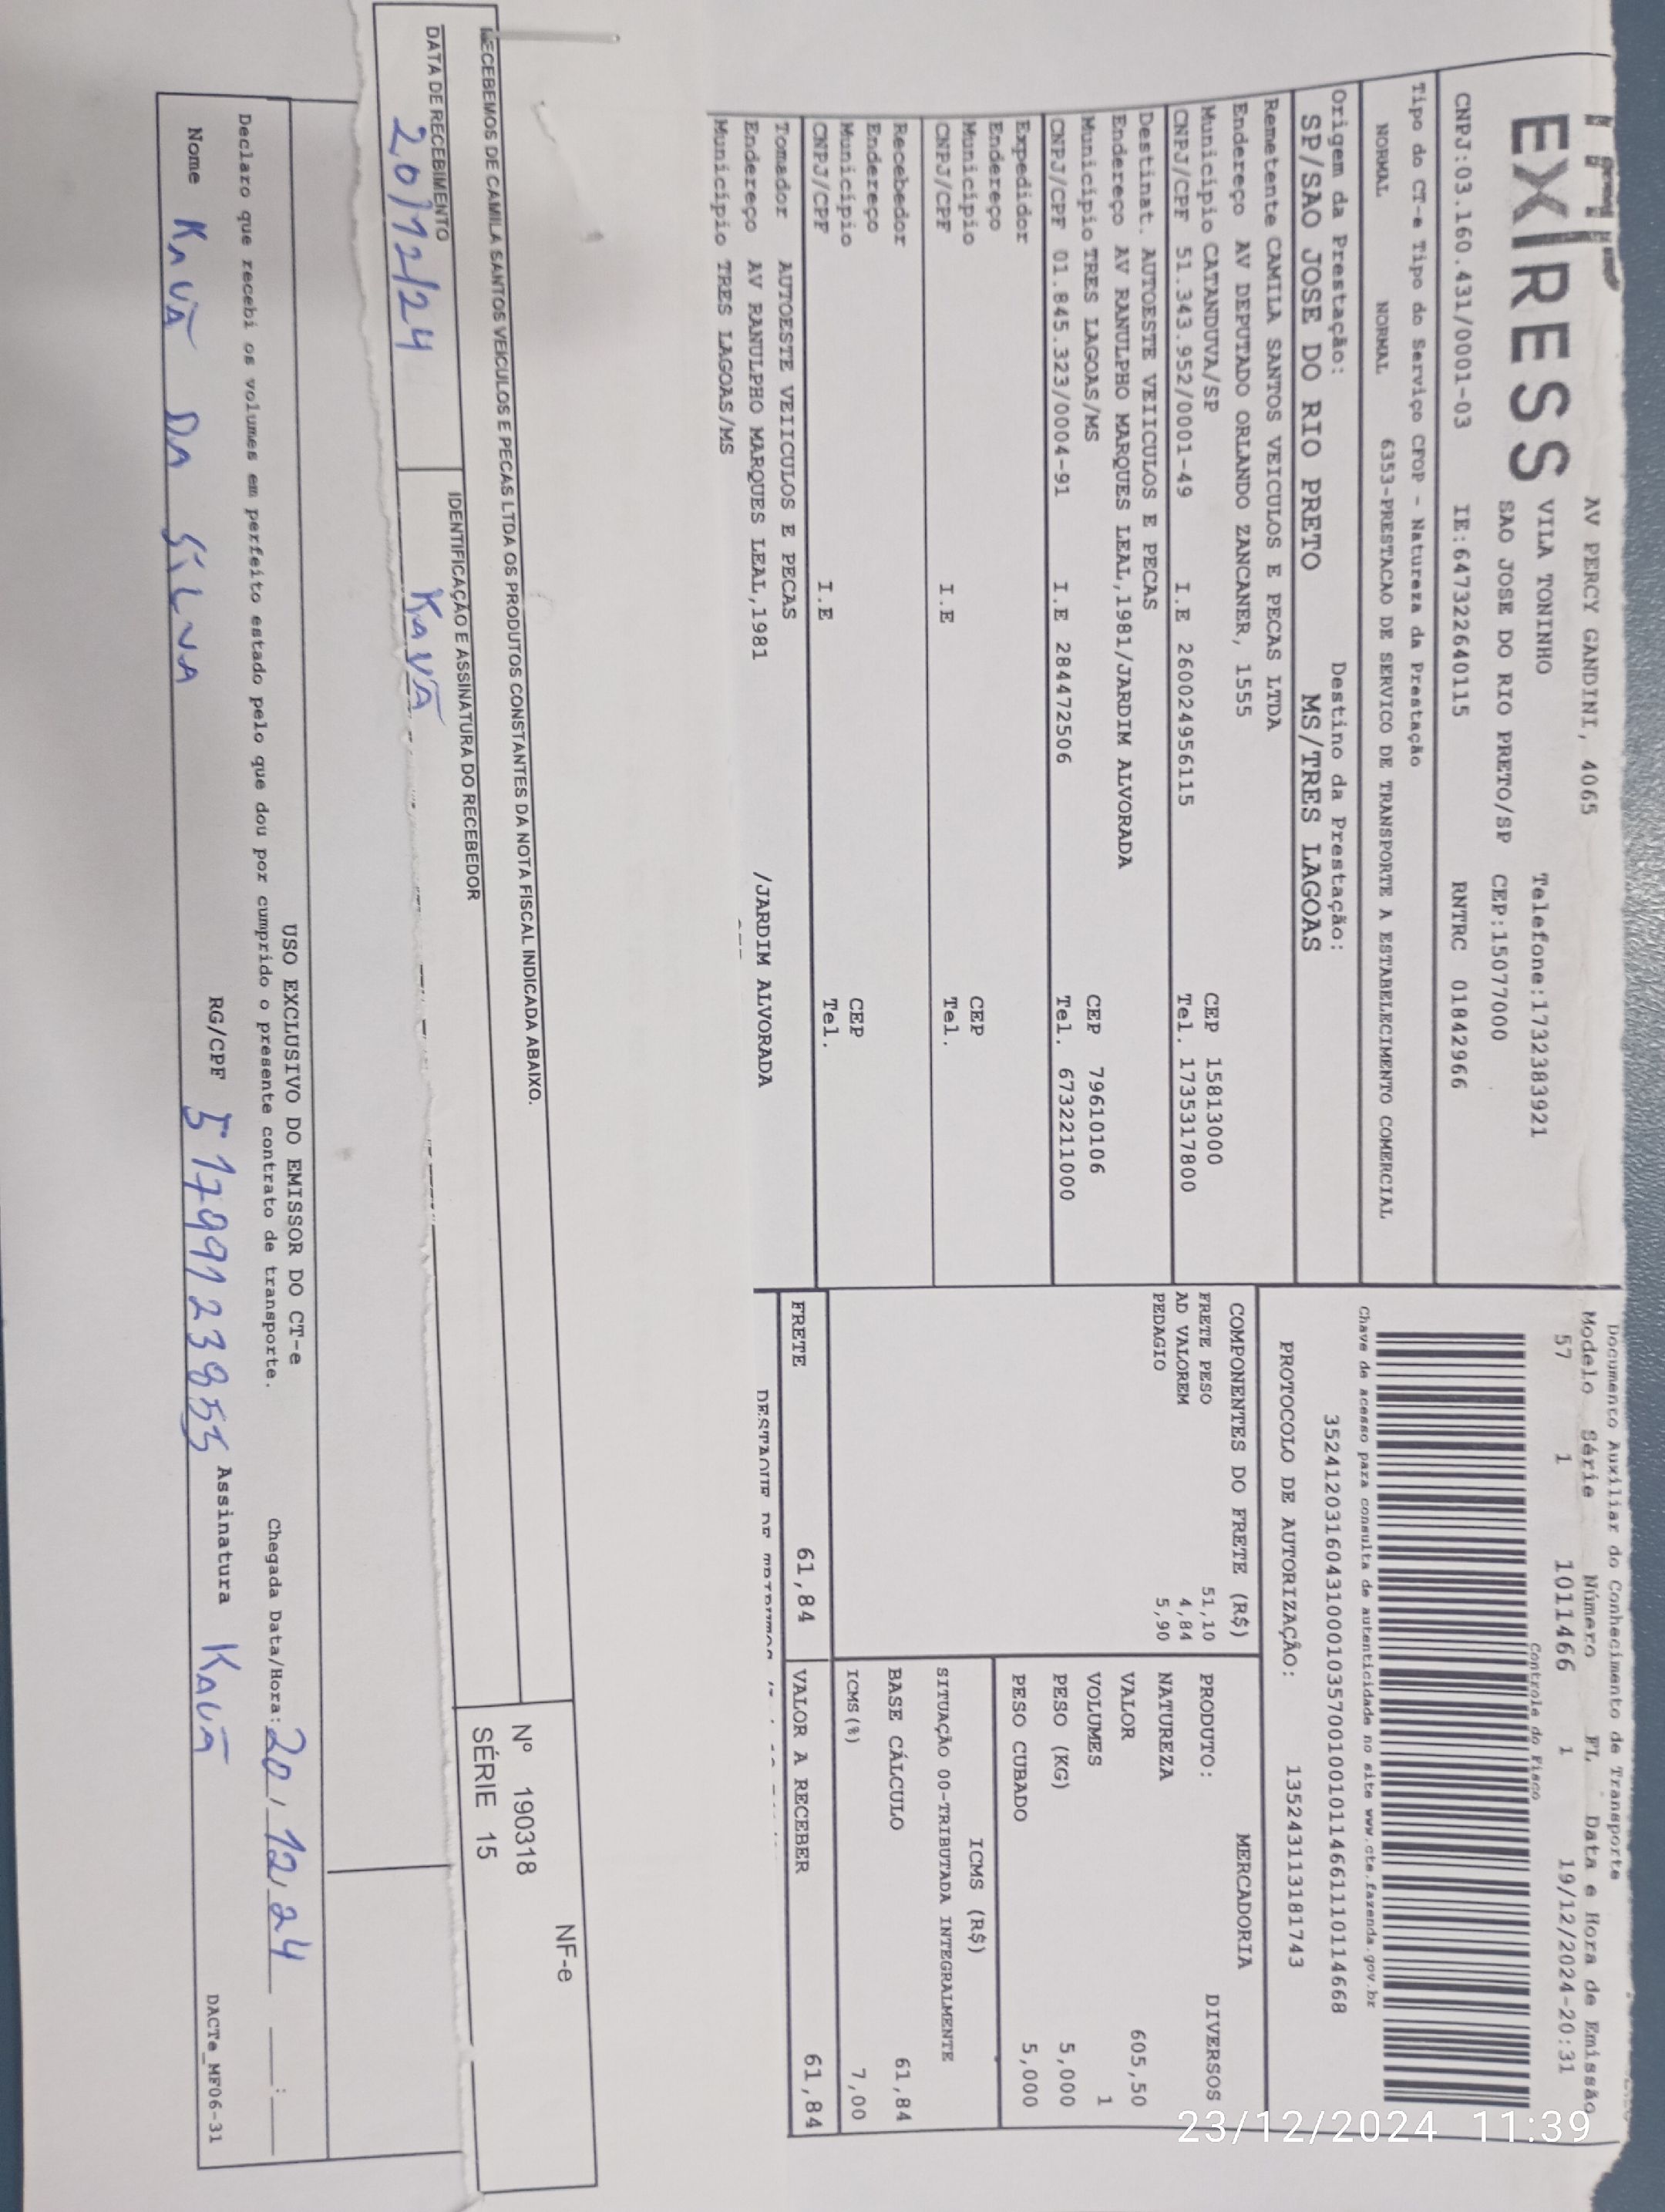 EXPRESS
AV PERCY GANDINI, 4065
VILA TONINHO Telefone:1732383921
SAO JOSE DO RIO PRETO/SP CEP:15077000
CNPJ:03.160.431/0001-03 IE:647322640115 RNTRC 01842966
Tipo do CT-e Tipo do Serviço CFOP - Natureza da Prestação
NORMAL NORMAL 6353-PRESTACAO DE SERVICO DE TRANSPORTE A ESTABELECIMENTO COMERCIAL
Origem da Prestação: Destino da Prestação:
SP/SAO JOSE DO RIO PRETO MS/TRES LAGOAS
Remetente CAMILA SANTOS VEICULOS E PECAS LTDA
Endereço AV DEPUTADO ORLANDO ZANCANER, 1555
Município CATANDUVA/SP CEP 15813000
CNPJ/CPF 51.343.952/0001-49 I.E 260024956115 Tel. 1735317800
Destinat. AUTOESTE VEIICULOS E PECAS
Endereço AV RANULPHO MARQUES LEAL,1981/JARDIM ALVORADA
Município TRES LAGOAS/MS CEP 79610106
CNPJ/CPF 01.845.323/0004-91 I.E 284472506 Tel. 6732211000
Expedidor
Endereço
Município CEP
CNPJ/CPF I.E Tel.
Recebedor
Endereço
Município CEP
CNPJ/CPF I.E Tel.
Tomador AUTOESTE VEIICULOS E PECAS
Endereço AV RANULPHO MARQUES LEAL,1981 /JARDIM ALVORADA
Município TRES LAGOAS/MS
Documento Auxiliar do Conhecimento de Transporte
Modelo Série Número FL Data e Hora de Emissão
57 1 1011466 1 19/12/2024-20:31
Controle do Fisco
Chave de acesso para consulta de autenticidade no site www.cte.fazenda.gov.br
35241203160431000103570010010114661110114668
PROTOCOLO DE AUTORIZAÇÃO: 135243113181743
COMPONENTES DO FRETE (R$)
FRETE PESO 51,10
AD VALOREM 4,84
PEDAGIO 5,90
MERCADORIA
PRODUTO: DIVERSOS
NATUREZA
VALOR 605,50
VOLUMES 1
PESO (KG) 5,000
PESO CUBADO 5,000
ICMS (R$)
SITUAÇÃO 00-TRIBUTADA INTEGRALMENTE
BASE CÁLCULO 61,84
ICMS(%) 7,00
FRETE 61,84 VALOR A RECEBER 61,84
DESTAQUE DE TRIBUTOS
RECEBEMOS DE CAMILA SANTOS VEICULOS E PECAS LTDA OS PRODUTOS CONSTANTES DA NOTA FISCAL INDICADA ABAIXO.
DATA DE RECEBIMENTO IDENTIFICAÇÃO E ASSINATURA DO RECEBEDOR
20/12/24 Kauã
NF-e
Nº 190318
SÉRIE 15
USO EXCLUSIVO DO EMISSOR DO CT-e
Declaro que recebi os volumes em perfeito estado pelo que dou por cumprido o presente contrato de transporte. Chegada Data/Hora: 20/12/24 __:__
Nome Kauã Da Silva RG/CPF 51799123855 Assinatura Kauã
DACTe_MF06-31
23/12/2024 11:39